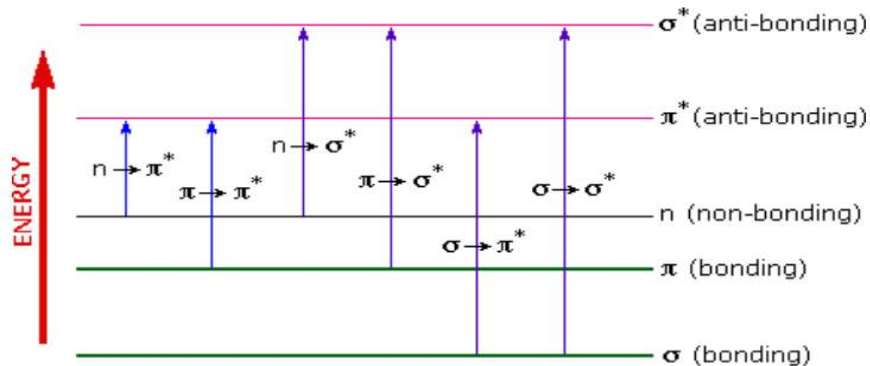 σ* (anti-bonding)
π* (anti-bonding)
n→σ*
n→π*
π→π*
π→σ*
σ→σ*
n (non-bonding)
σ→π*
π (bonding)
σ (bonding)
ENERGY